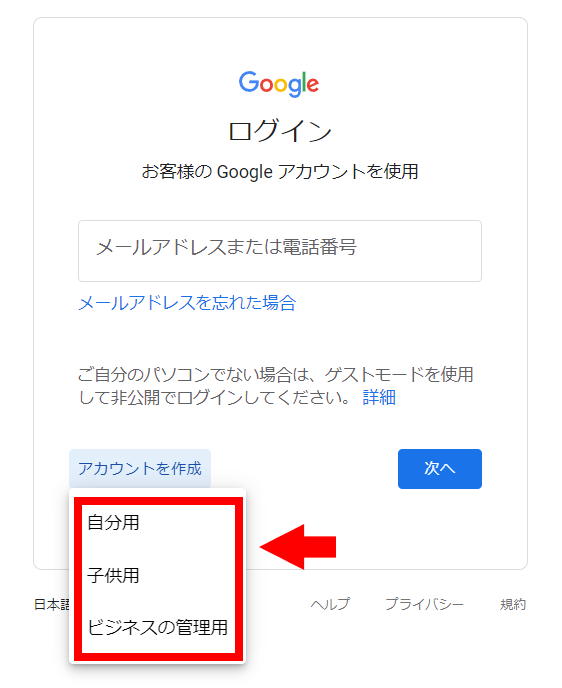 Google
ログイン
お客様の Google アカウントを使用
メールアドレスまたは電話番号
メールアドレスを忘れた場合
ご自分のパソコンでない場合は、ゲストモードを使用
して非公開でログインしてください。 詳細
アカウントを作成
次へ
自分用
子供用
ビジネスの管理用
日本語
ヘルプ
プライバシー
規約